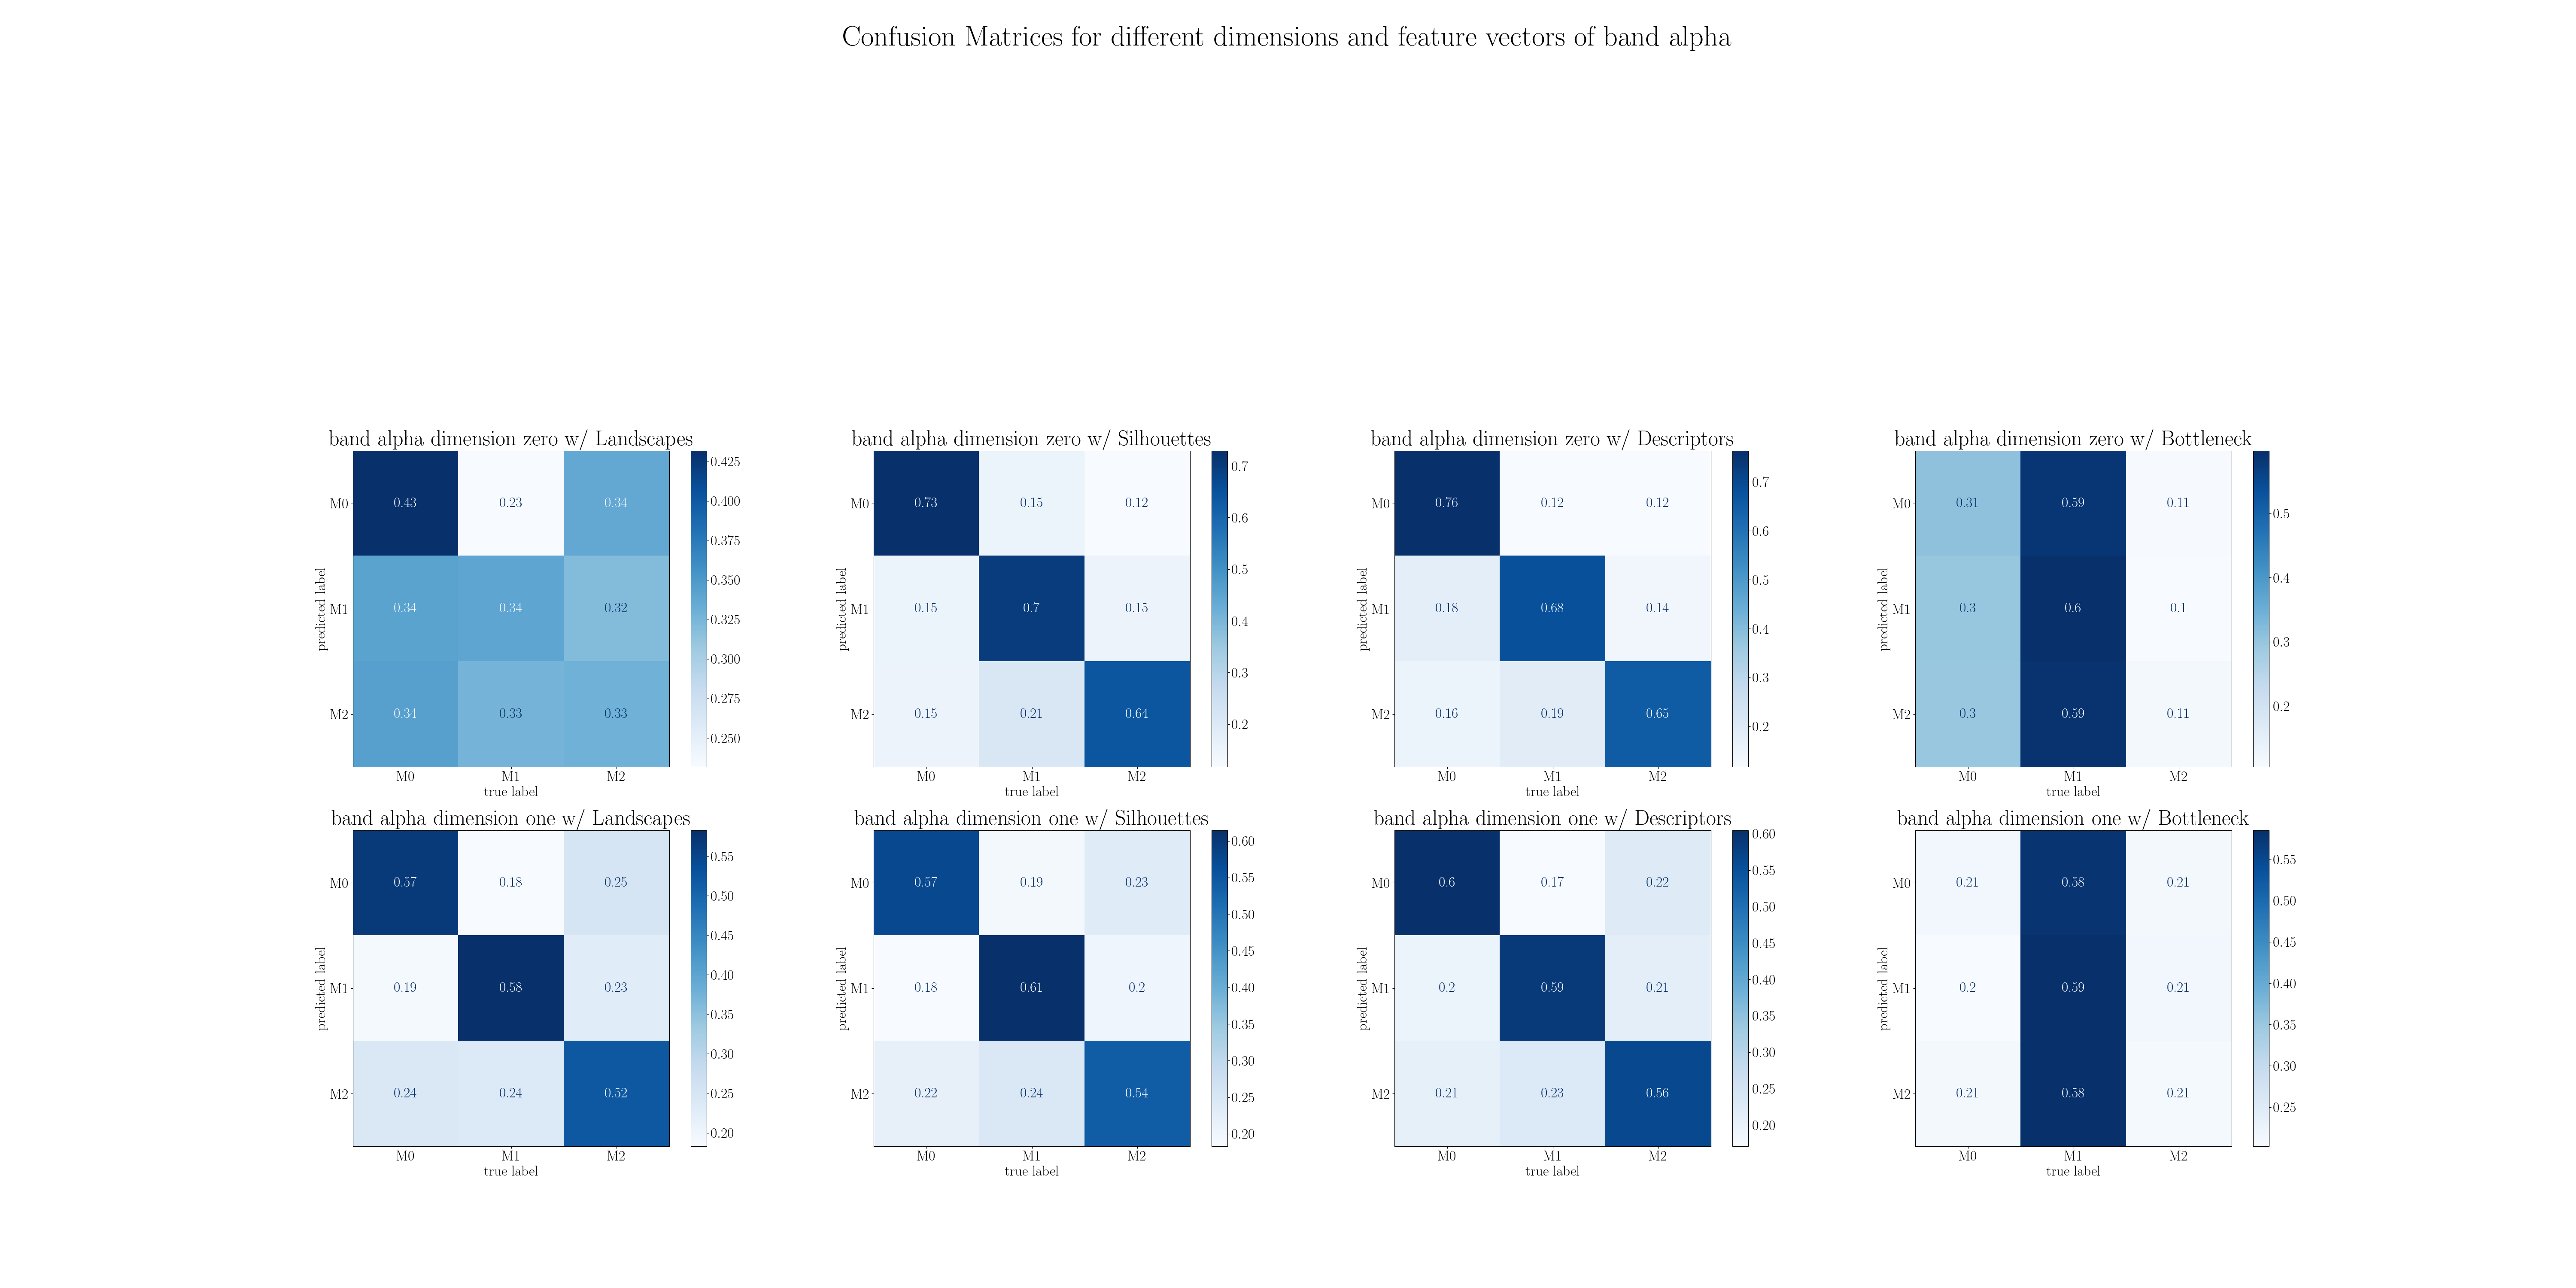 Confusion Matrices for different dimensions and feature vectors of band alpha
band alpha dimension zero w/ Landscapes
predicted label
M0 0.43 0.23 0.34
M1 0.34 0.34 0.32
M2 0.34 0.33 0.33
M0 M1 M2
true label
0.425
0.400
0.375
0.350
0.325
0.300
0.275
0.250
band alpha dimension zero w/ Silhouettes
predicted label
M0 0.73 0.15 0.12
M1 0.15 0.7 0.15
M2 0.15 0.21 0.64
M0 M1 M2
true label
0.7
0.6
0.5
0.4
0.3
0.2
band alpha dimension zero w/ Descriptors
predicted label
M0 0.76 0.12 0.12
M1 0.18 0.68 0.14
M2 0.16 0.19 0.65
M0 M1 M2
true label
0.7
0.6
0.5
0.4
0.3
0.2
band alpha dimension zero w/ Bottleneck
predicted label
M0 0.31 0.59 0.11
M1 0.3 0.6 0.1
M2 0.3 0.59 0.11
M0 M1 M2
true label
0.5
0.4
0.3
0.2
band alpha dimension one w/ Landscapes
predicted label
M0 0.57 0.18 0.25
M1 0.19 0.58 0.23
M2 0.24 0.24 0.52
M0 M1 M2
true label
0.55
0.50
0.45
0.40
0.35
0.30
0.25
0.20
band alpha dimension one w/ Silhouettes
predicted label
M0 0.57 0.19 0.23
M1 0.18 0.61 0.2
M2 0.22 0.24 0.54
M0 M1 M2
true label
0.60
0.55
0.50
0.45
0.40
0.35
0.30
0.25
0.20
band alpha dimension one w/ Descriptors
predicted label
M0 0.6 0.17 0.22
M1 0.2 0.59 0.21
M2 0.21 0.23 0.56
M0 M1 M2
true label
0.60
0.55
0.50
0.45
0.40
0.35
0.30
0.25
0.20
band alpha dimension one w/ Bottleneck
predicted label
M0 0.21 0.58 0.21
M1 0.2 0.59 0.21
M2 0.21 0.58 0.21
M0 M1 M2
true label
0.55
0.50
0.45
0.40
0.35
0.30
0.25